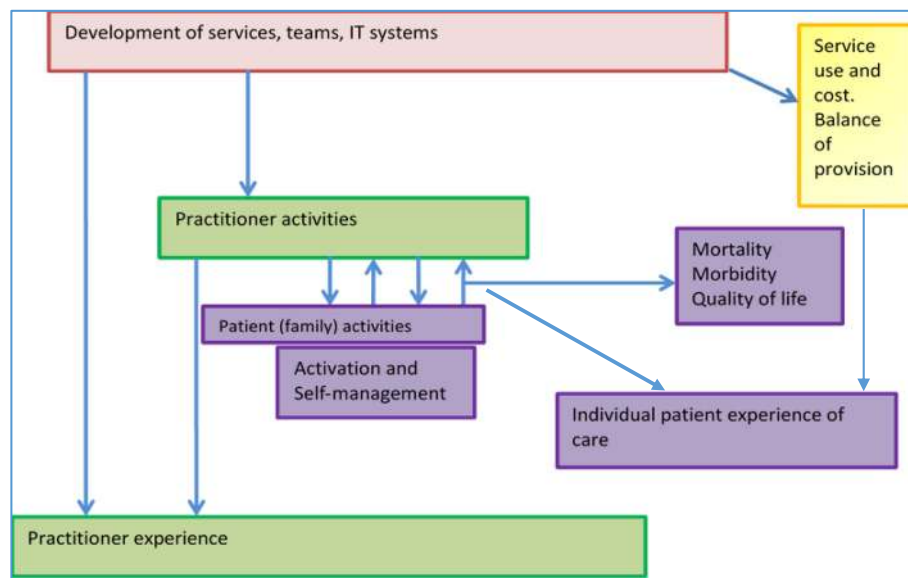 Development of services, teams, IT systems
Service
use and
cost.
Balance
of
provision
Practitioner activities
Mortality
Morbidity
Quality of life
Patient (family) activities
Activation and
Self-management
Individual patient experience of
care
Practitioner experience